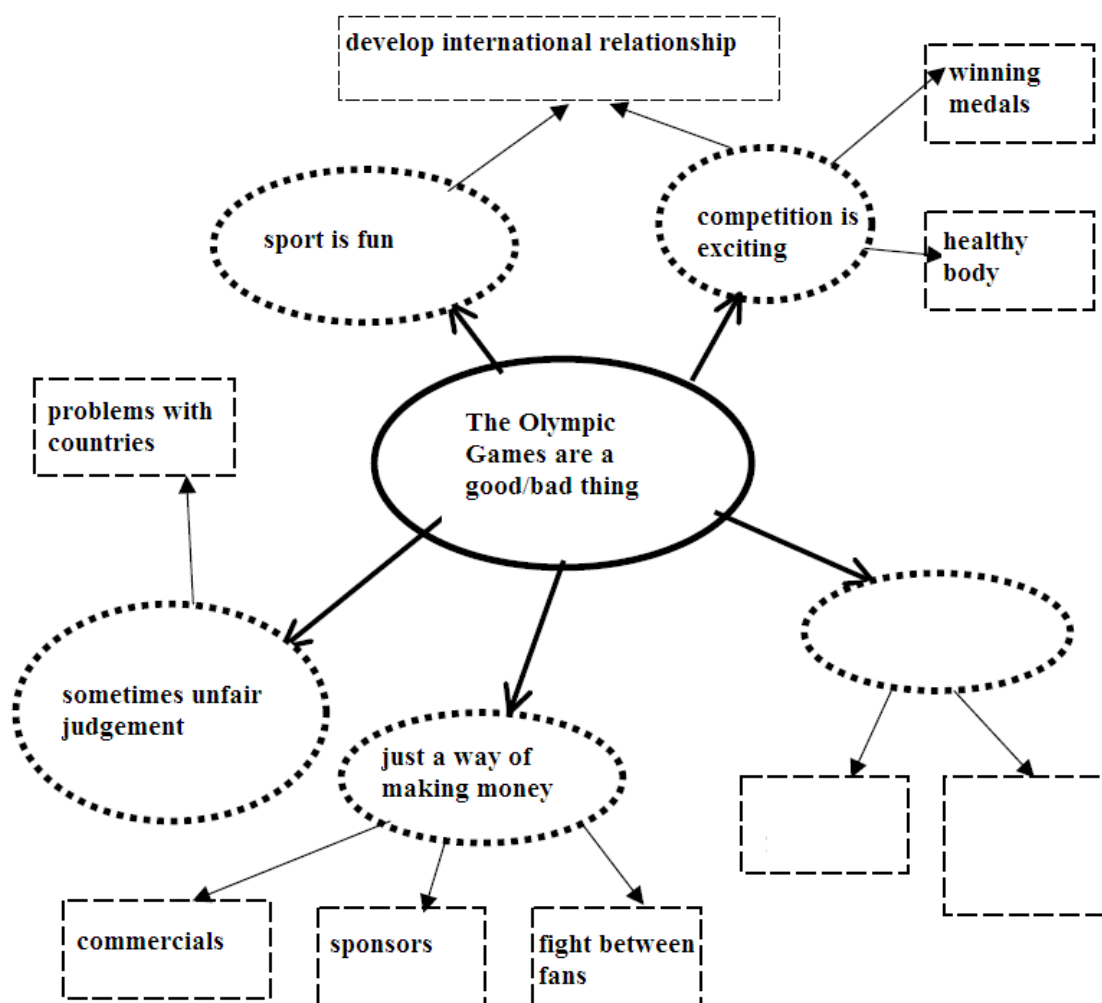 develop international relationship
winning
medals
sport is fun
competition is
exciting
healthy
body
problems with
countries
The Olympic
Games are a
good/bad thing
sometimes unfair
judgement
just a way of
making money
commercials
sponsors
fight between
fans